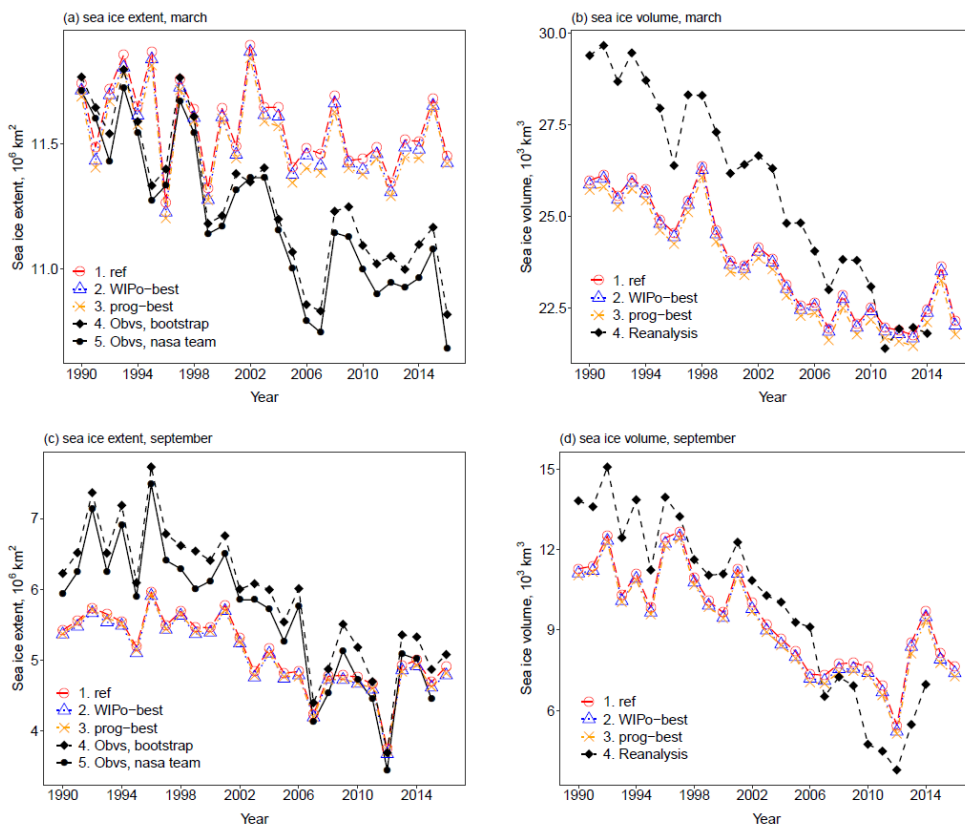 (a) sea ice extent, march
Sea ice extent, 10⁶ km²
11.5
11.0
1. ref
2. WIPo−best
3. prog−best
4. Obvs, bootstrap
5. Obvs, nasa team
1990 1994 1998 2002 2006 2010 2014
Year
(b) sea ice volume, march
Sea ice volume, 10³ km³
30.0
27.5
25.0
22.5
1. ref
2. WIPo−best
3. prog−best
4. Reanalysis
1990 1994 1998 2002 2006 2010 2014
Year
(c) sea ice extent, september
Sea ice extent, 10⁶ km²
7
6
5
4
1. ref
2. WIPo−best
3. prog−best
4. Obvs, bootstrap
5. Obvs, nasa team
1990 1994 1998 2002 2006 2010 2014
Year
(d) sea ice volume, september
Sea ice volume, 10³ km³
15
12
9
6
1. ref
2. WIPo−best
3. prog−best
4. Reanalysis
1990 1994 1998 2002 2006 2010 2014
Year